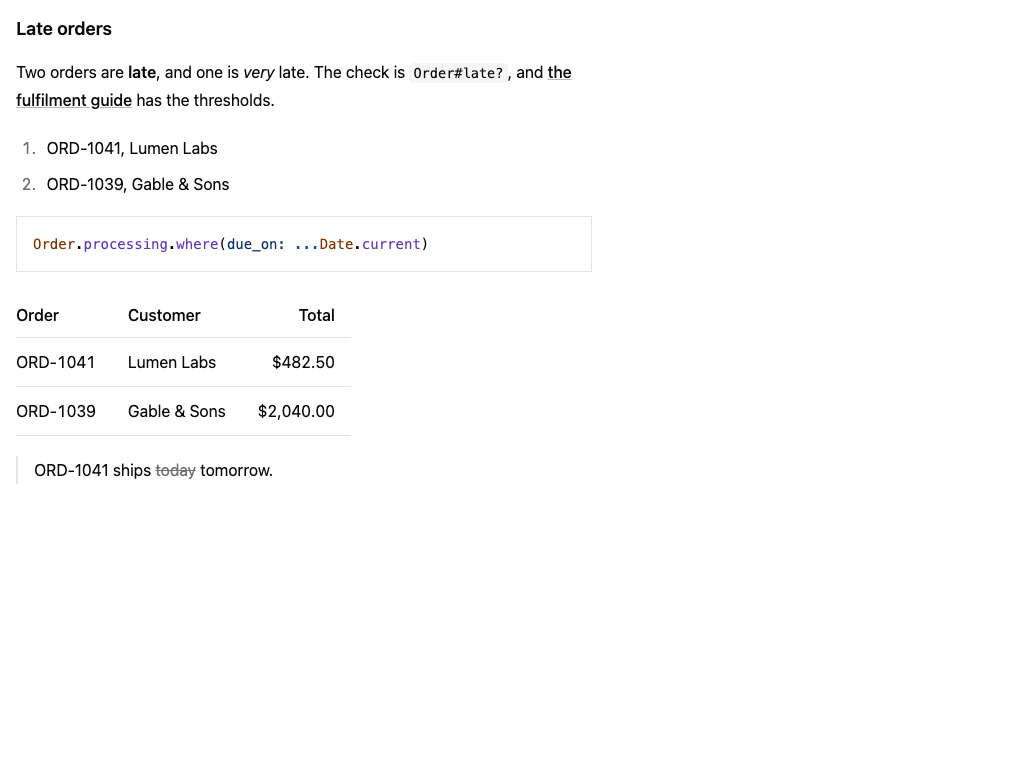 Late orders
Two orders are late, and one is very late. The check is Order#late?, and the
fulfilment guide has the thresholds.
1. ORD-1041, Lumen Labs
2. ORD-1039, Gable & Sons
Order.processing.where(due_on: ...Date.current)
Order Customer Total
ORD-1041 Lumen Labs $482.50
ORD-1039 Gable & Sons $2,040.00
ORD-1041 ships today tomorrow.